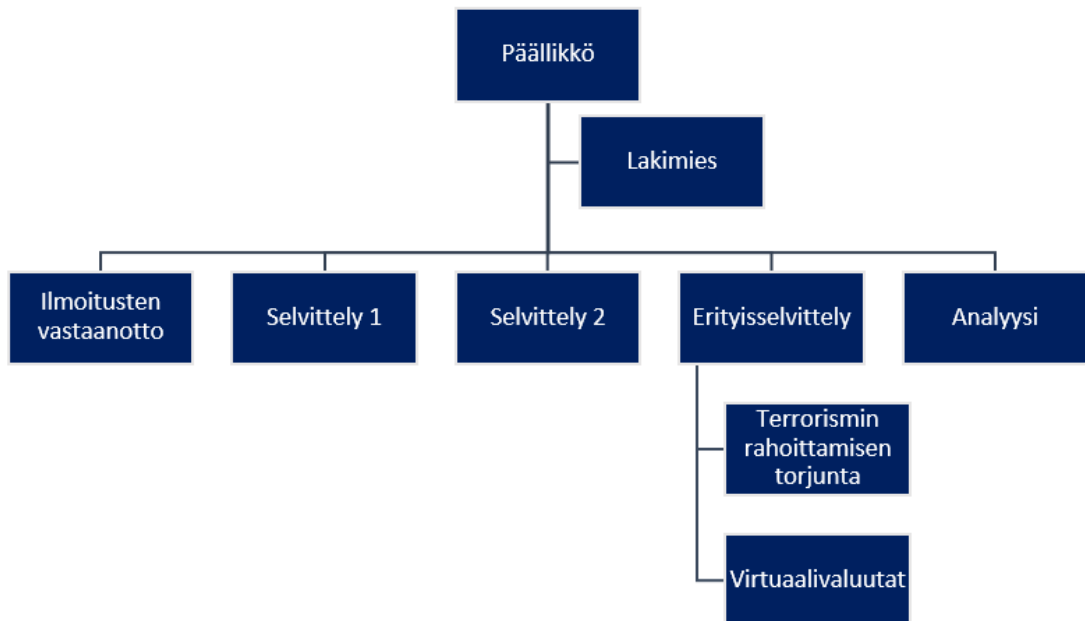 Päällikkö
Lakimies
Ilmoitusten
vastaanotto
Selvittely 1
Selvittely 2
Erityisselvittely
Analyysi
Terrorismin
rahoittamisen
torjunta
Virtuaalivaluutat